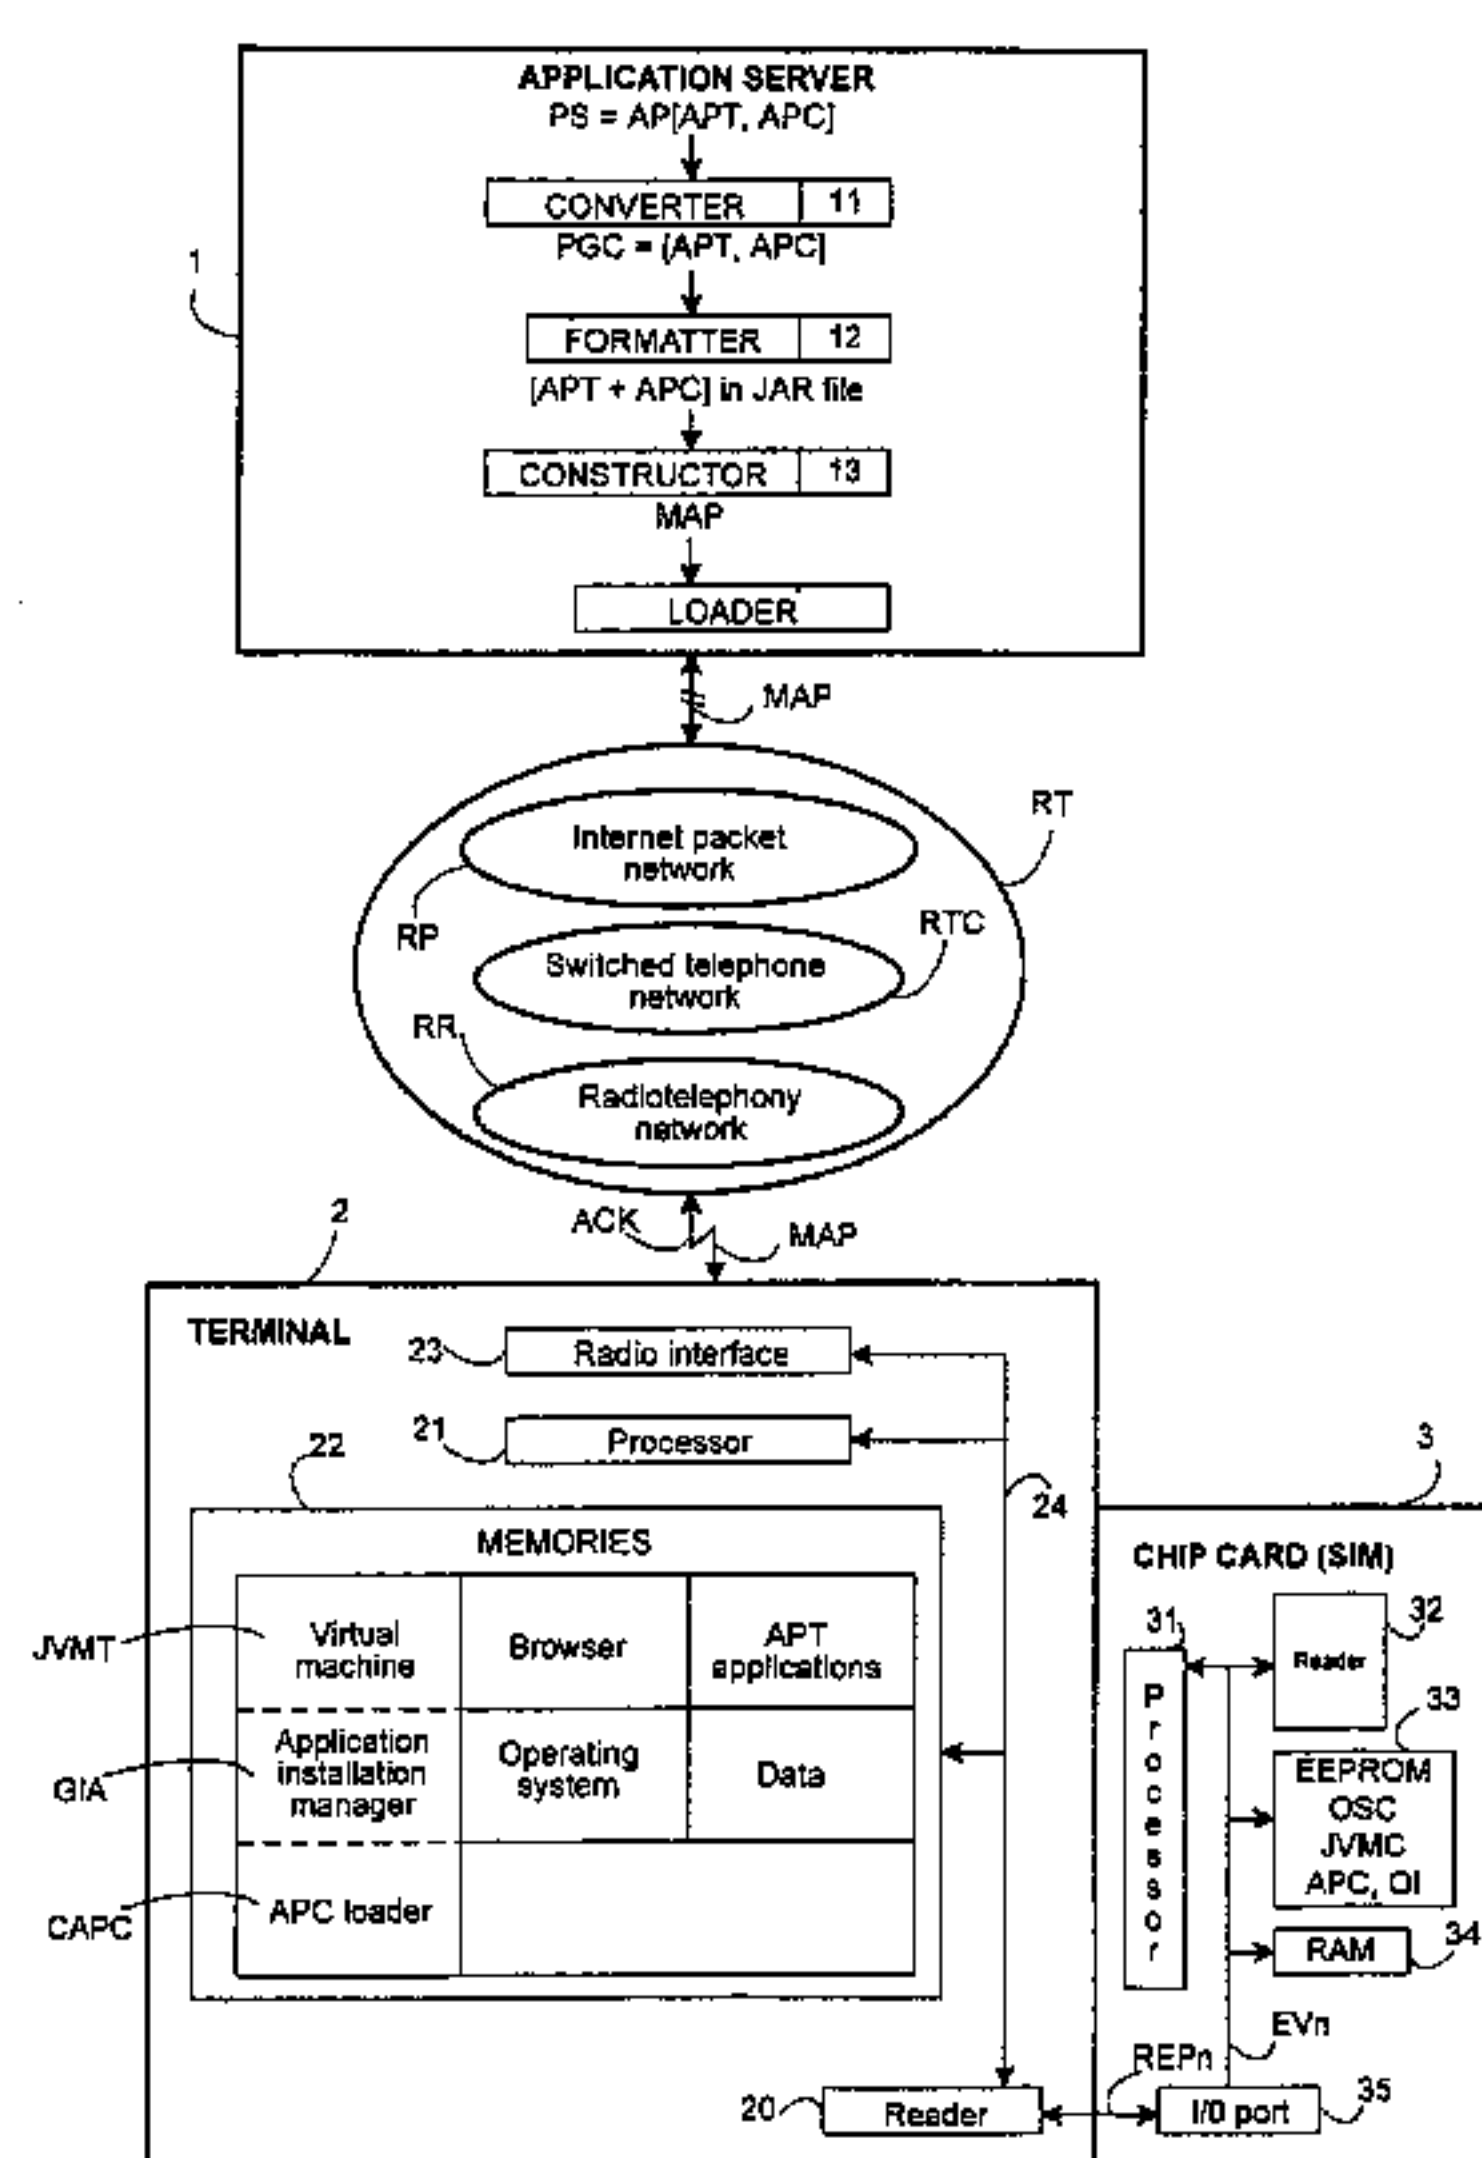 APPLICATION SERVER
PS = AP[APT, APC]
CONVERTER 11
PGC = (APT, APC]
1
FORMATTER 12
[APT + APC] in JAR file
CONSTRUCTOR 13
MAP
LOADER
MAP
RT
Internet packet
network
RP
RTC
Switched telephone
network
RR
Radiotelephony
network
2
ACK
MAP
TERMINAL
23
Radio interface
21
Processor
22
24
3
MEMORIES
CHIP CARD (SIM)
JVMT
Virtual
machine
Browser
APT
applications
31
Processor
32
Reader
33
GIA
Application
installation
manager
Operating
system
Data
EEPROM
OSC
JVMC
APC, OI
CAPC
APC loader
RAM
34
EVn
REPn
20
Reader
I/0 port
35